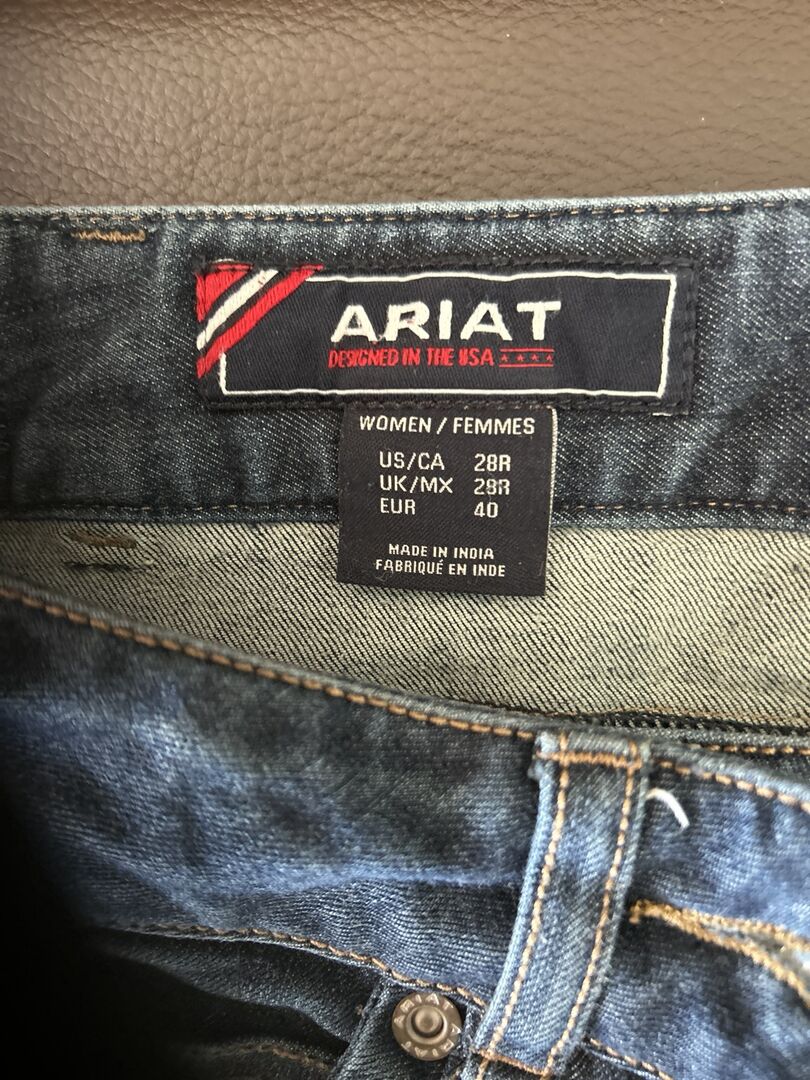 ARIAT
DESIGNED IN THE USA
WOMEN / FEMMES
US/CA 28R
UK/MX 28R
EUR 40
MADE IN INDIA
FABRIQUÉ EN INDE
ARIAT